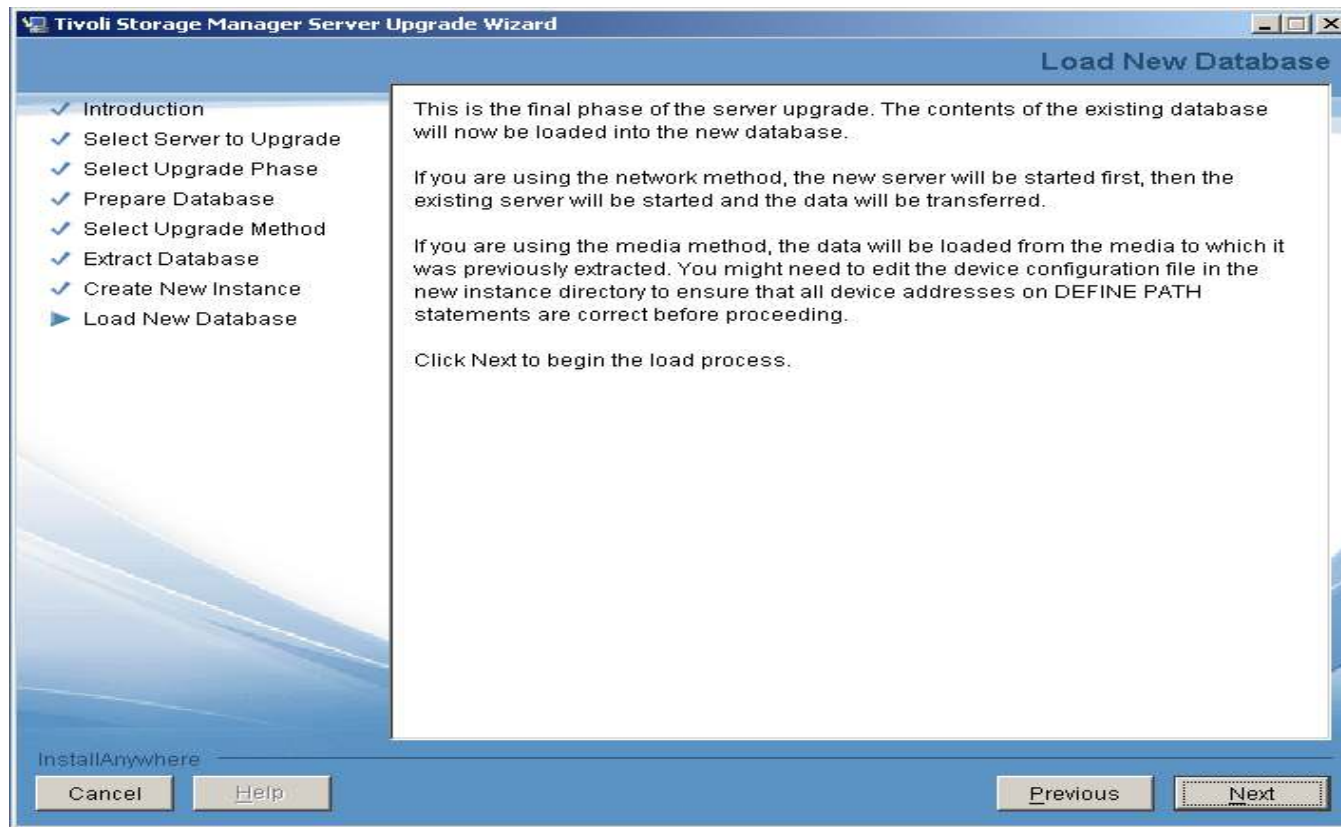 Tivoli Storage Manager Server Upgrade Wizard
Load New Database
Introduction
Select Server to Upgrade
Select Upgrade Phase
Prepare Database
Select Upgrade Method
Extract Database
Create New Instance
Load New Database
This is the final phase of the server upgrade. The contents of the existing database
will now be loaded into the new database.
If you are using the network method, the new server will be started first, then the
existing server will be started and the data will be transferred.
If you are using the media method, the data will be loaded from the media to which it
was previously extracted. You might need to edit the device configuration file in the
new instance directory to ensure that all device addresses on DEFINE PATH
statements are correct before proceeding.
Click Next to begin the load process.
InstallAnywhere
Cancel
Help
Previous
Next